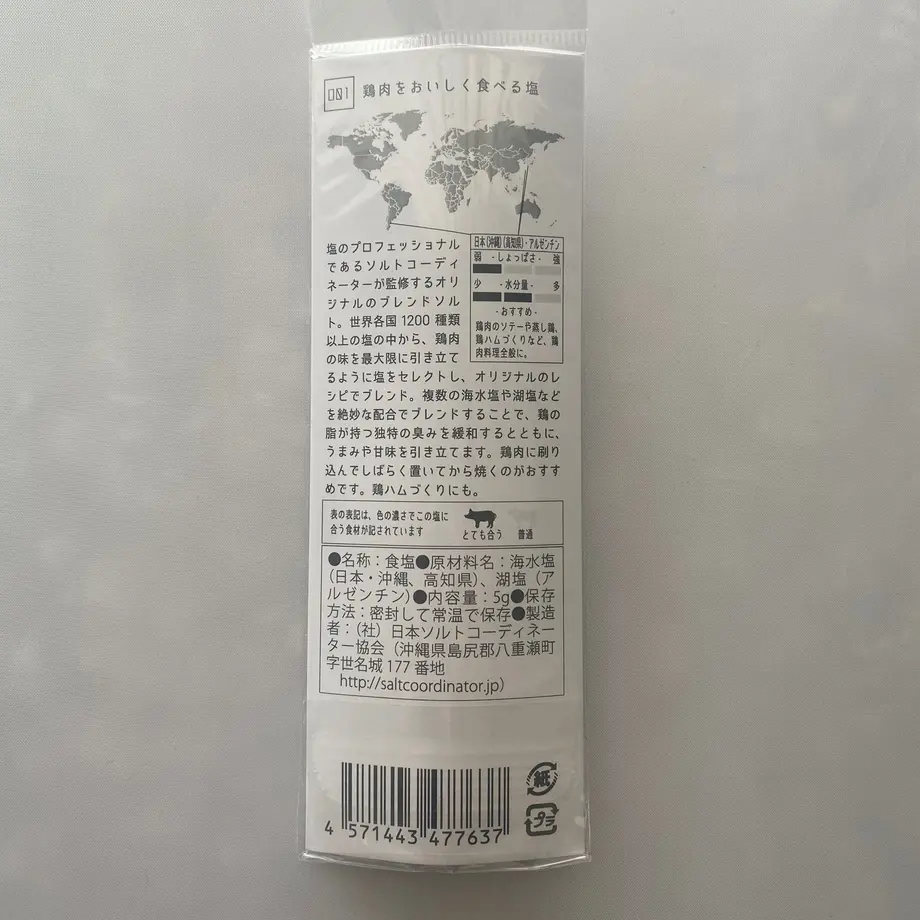 001 鶏肉をおいしく食べる塩
日本(沖縄)(高知県)・アルゼンチン
弱 -しょっぱさ- 強
少 -水分量- 多
-おすすめ-
鶏肉のソテーや蒸し鶏、
鶏ハムづくりなど、鶏
肉料理全般に。
塩のプロフェッショナル
であるソルトコーディ
ネーターが監修するオリ
ジナルのブレンドソル
ト。世界各国1200種類
以上の塩の中から、鶏肉
の味を最大限に引き立て
るように塩をセレクトし、オリジナルのレ
シピでブレンド。複数の海水塩や湖塩など
を絶妙な配合でブレンドすることで、鶏の
脂が持つ独特の臭みを緩和するとともに、
うまみや甘味を引き立てます。鶏肉に刷り
込んでしばらく置いてから焼くのがおすす
めです。鶏ハムづくりにも。
表の表記は、色の濃さでこの塩に
合う食材が記されています
とても合う 普通
●名称：食塩●原材料名：海水塩
（日本・沖縄、高知県）、湖塩（ア
ルゼンチン）●内容量：5g●保存
方法：密封して常温で保存●製造
者：（社）日本ソルトコーディネー
ター協会（沖縄県島尻郡八重瀬町
字世名城 177 番地
http://saltcoordinator.jp）
紙
プラ
4 571443 477637